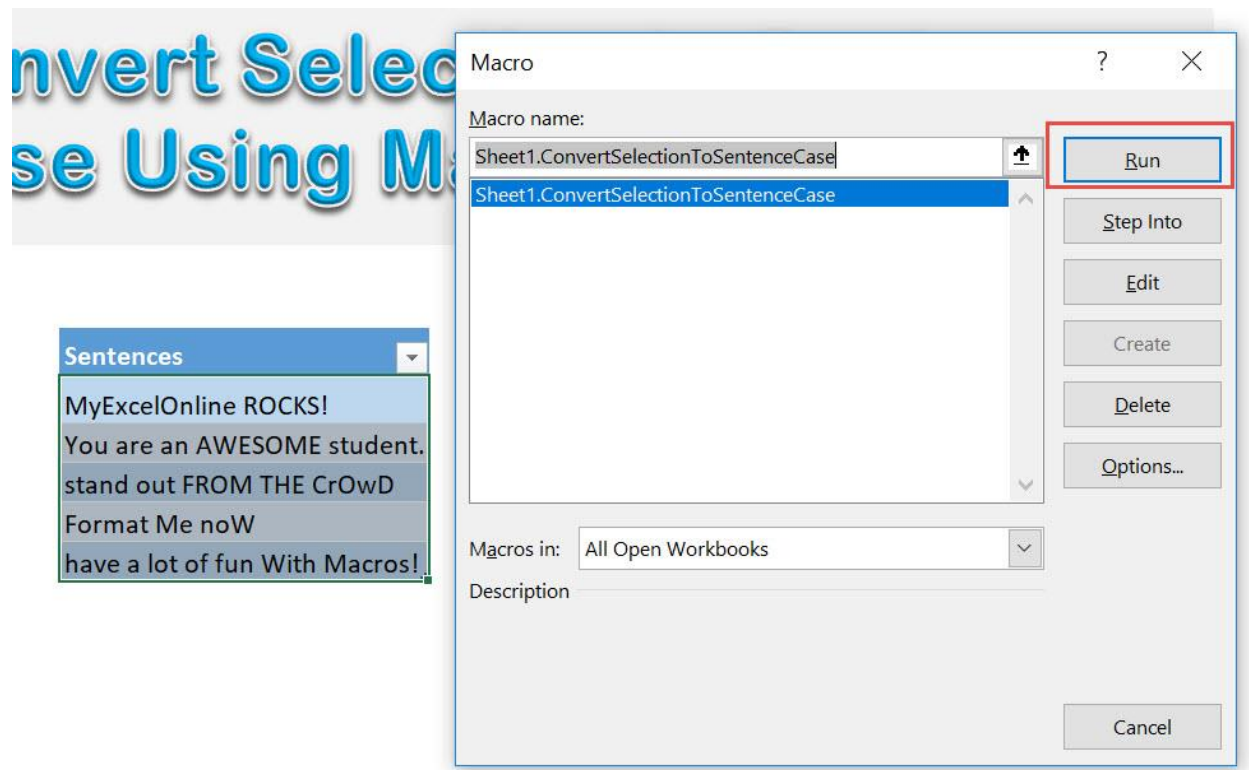 nvert Selec
se Using Ma
Macro
?
Macro name:
Sheet1.ConvertSelectionToSentenceCase
Sheet1.ConvertSelectionToSentenceCase
Run
Step Into
Edit
Create
Delete
Options...
Sentences
MyExcelOnline ROCKS!
You are an AWESOME student.
stand out FROM THE CrOwD
Format Me noW
have a lot of fun With Macros!
Macros in: All Open Workbooks
Description
Cancel